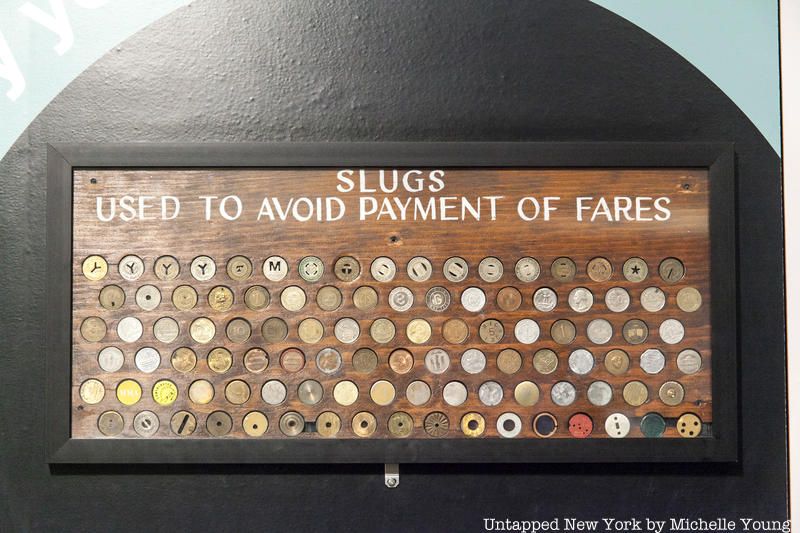 SLUGS
USED TO AVOID PAYMENT OF FARES
Untapped New York by Michelle Young